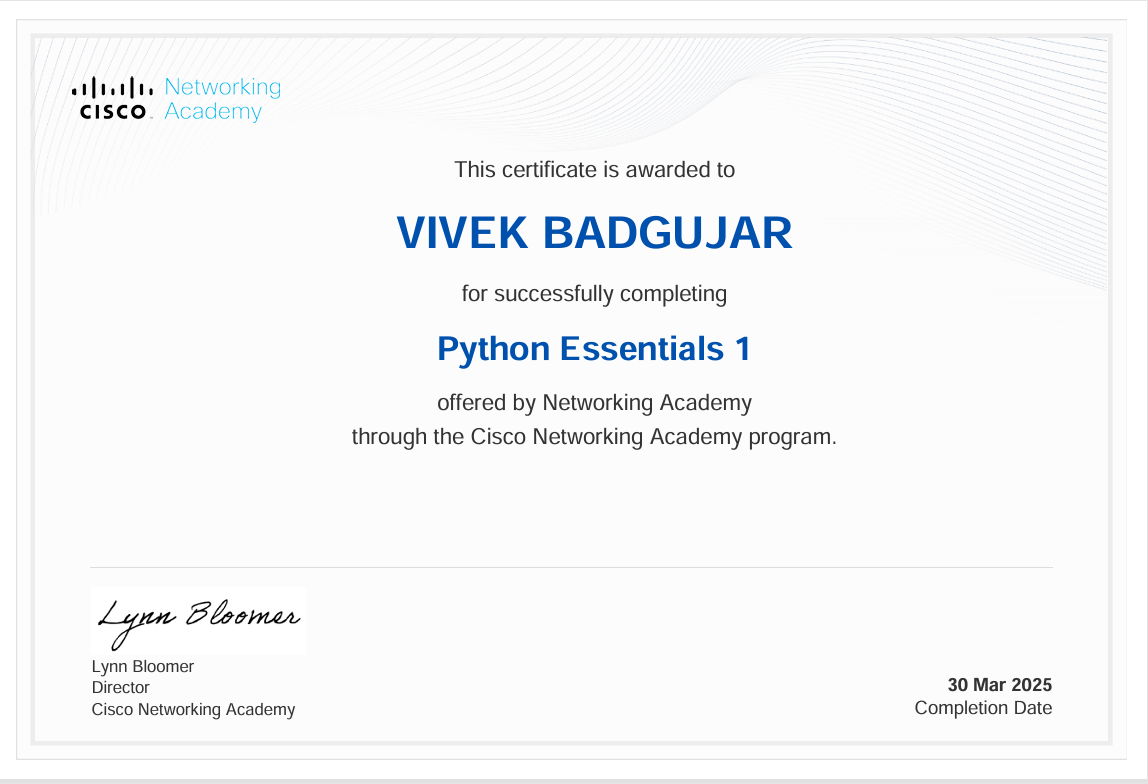 Networking
CISCO Academy
This certificate is awarded to
VIVEK BADGUJAR
for successfully completing
Python Essentials 1
offered by Networking Academy
through the Cisco Networking Academy program.
Lynn Bloomer
Lynn Bloomer
Director
Cisco Networking Academy
30 Mar 2025
Completion Date